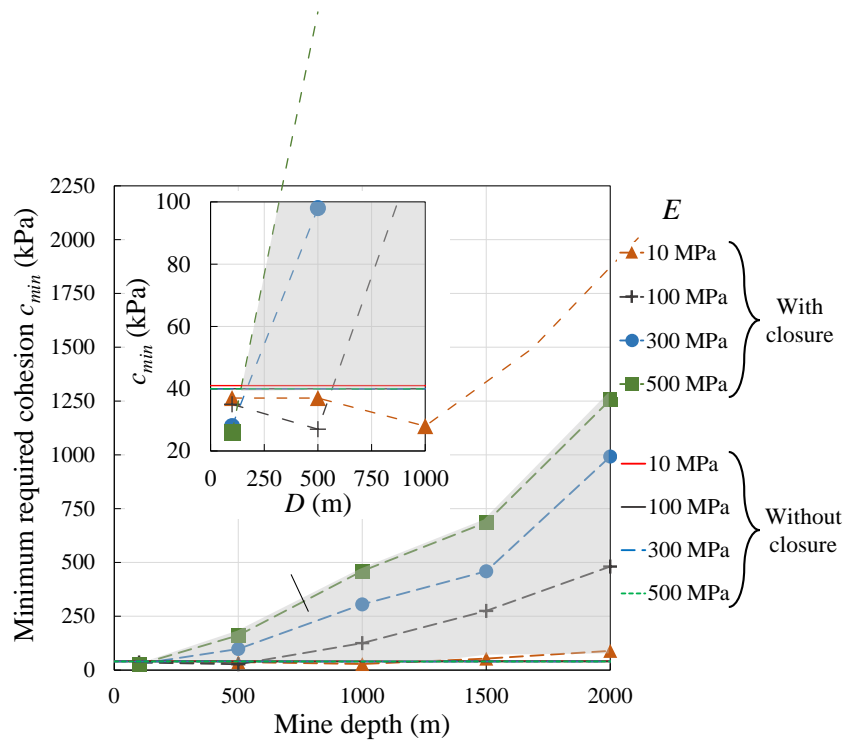 Minimum required cohesion c_min (kPa)
2250
2000
1750
1500
1250
1000
750
500
250
0
0
500
1000
1500
2000
Mine depth (m)
c_min (kPa)
100
80
60
40
20
0
250
500
750
1000
D (m)
E
10 MPa
100 MPa
300 MPa
500 MPa
With
closure
10 MPa
100 MPa
300 MPa
500 MPa
Without
closure